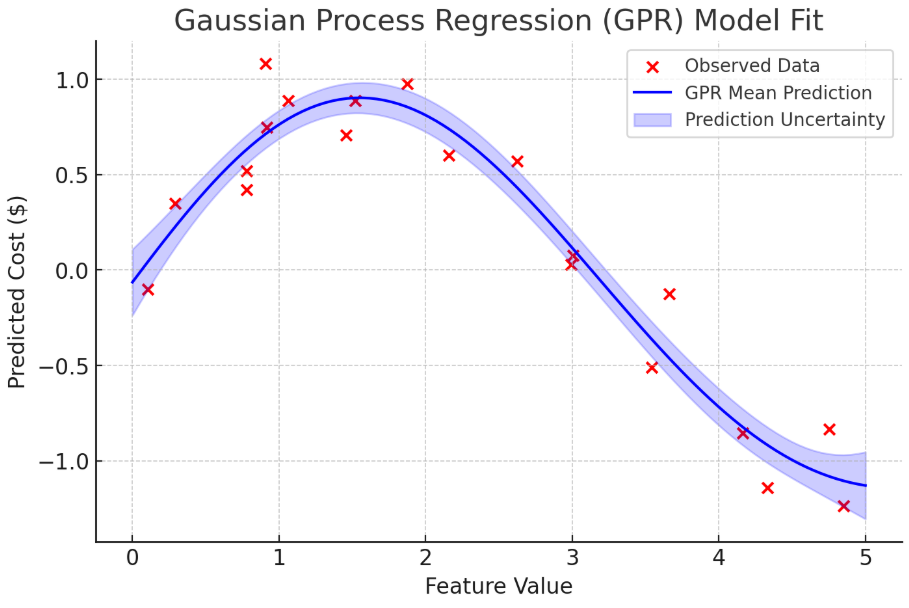 Gaussian Process Regression (GPR) Model Fit
Observed Data
GPR Mean Prediction
Prediction Uncertainty
Predicted Cost ($)
1.0
0.5
0.0
−0.5
−1.0
0 1 2 3 4 5
Feature Value